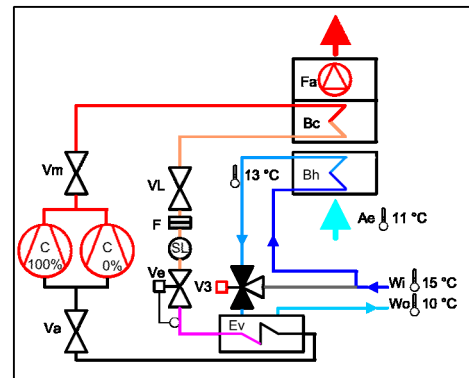 Fa
Bc
Vm
VL
13 °C
Bh
F
Ae 11 °C
C 100%
C 0%
SL
Ve
V3
Wi 15 °C
Wo 10 °C
Va
Ev